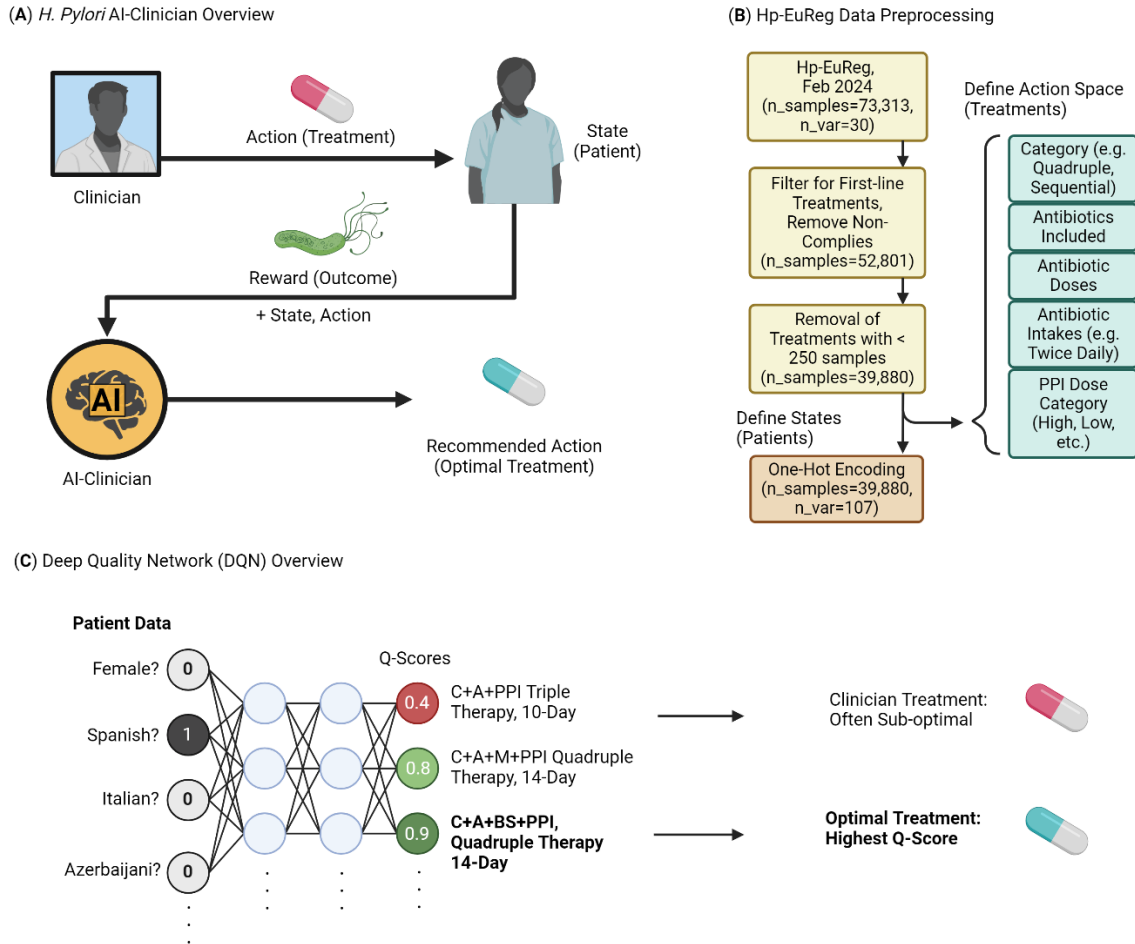 (A) H. Pylori AI-Clinician Overview
Clinician
Action (Treatment)
State
(Patient)
Reward (Outcome)
+ State, Action
AI
AI-Clinician
Recommended Action
(Optimal Treatment)
(B) Hp-EuReg Data Preprocessing
Hp-EuReg,
Feb 2024
(n_samples=73,313,
n_var=30)
Filter for First-line
Treatments,
Remove Non-
Complies
(n_samples=52,801)
Removal of
Treatments with <
250 samples
(n_samples=39,880)
Define States
(Patients)
One-Hot Encoding
(n_samples=39,880,
n_var=107)
Define Action Space
(Treatments)
Category (e.g.
Quadruple,
Sequential)
Antibiotics
Included
Antibiotic
Doses
Antibiotic
Intakes (e.g.
Twice Daily)
PPI Dose
Category
(High, Low,
etc.)
(C) Deep Quality Network (DQN) Overview
Patient Data
Female?
0
Spanish?
1
Italian?
0
Azerbaijani?
0
Q-Scores
0.4
C+A+PPI Triple
Therapy, 10-Day
0.8
C+A+M+PPI Quadruple
Therapy, 14-Day
0.9
C+A+BS+PPI,
Quadruple Therapy
14-Day
Clinician Treatment:
Often Sub-optimal
Optimal Treatment:
Highest Q-Score